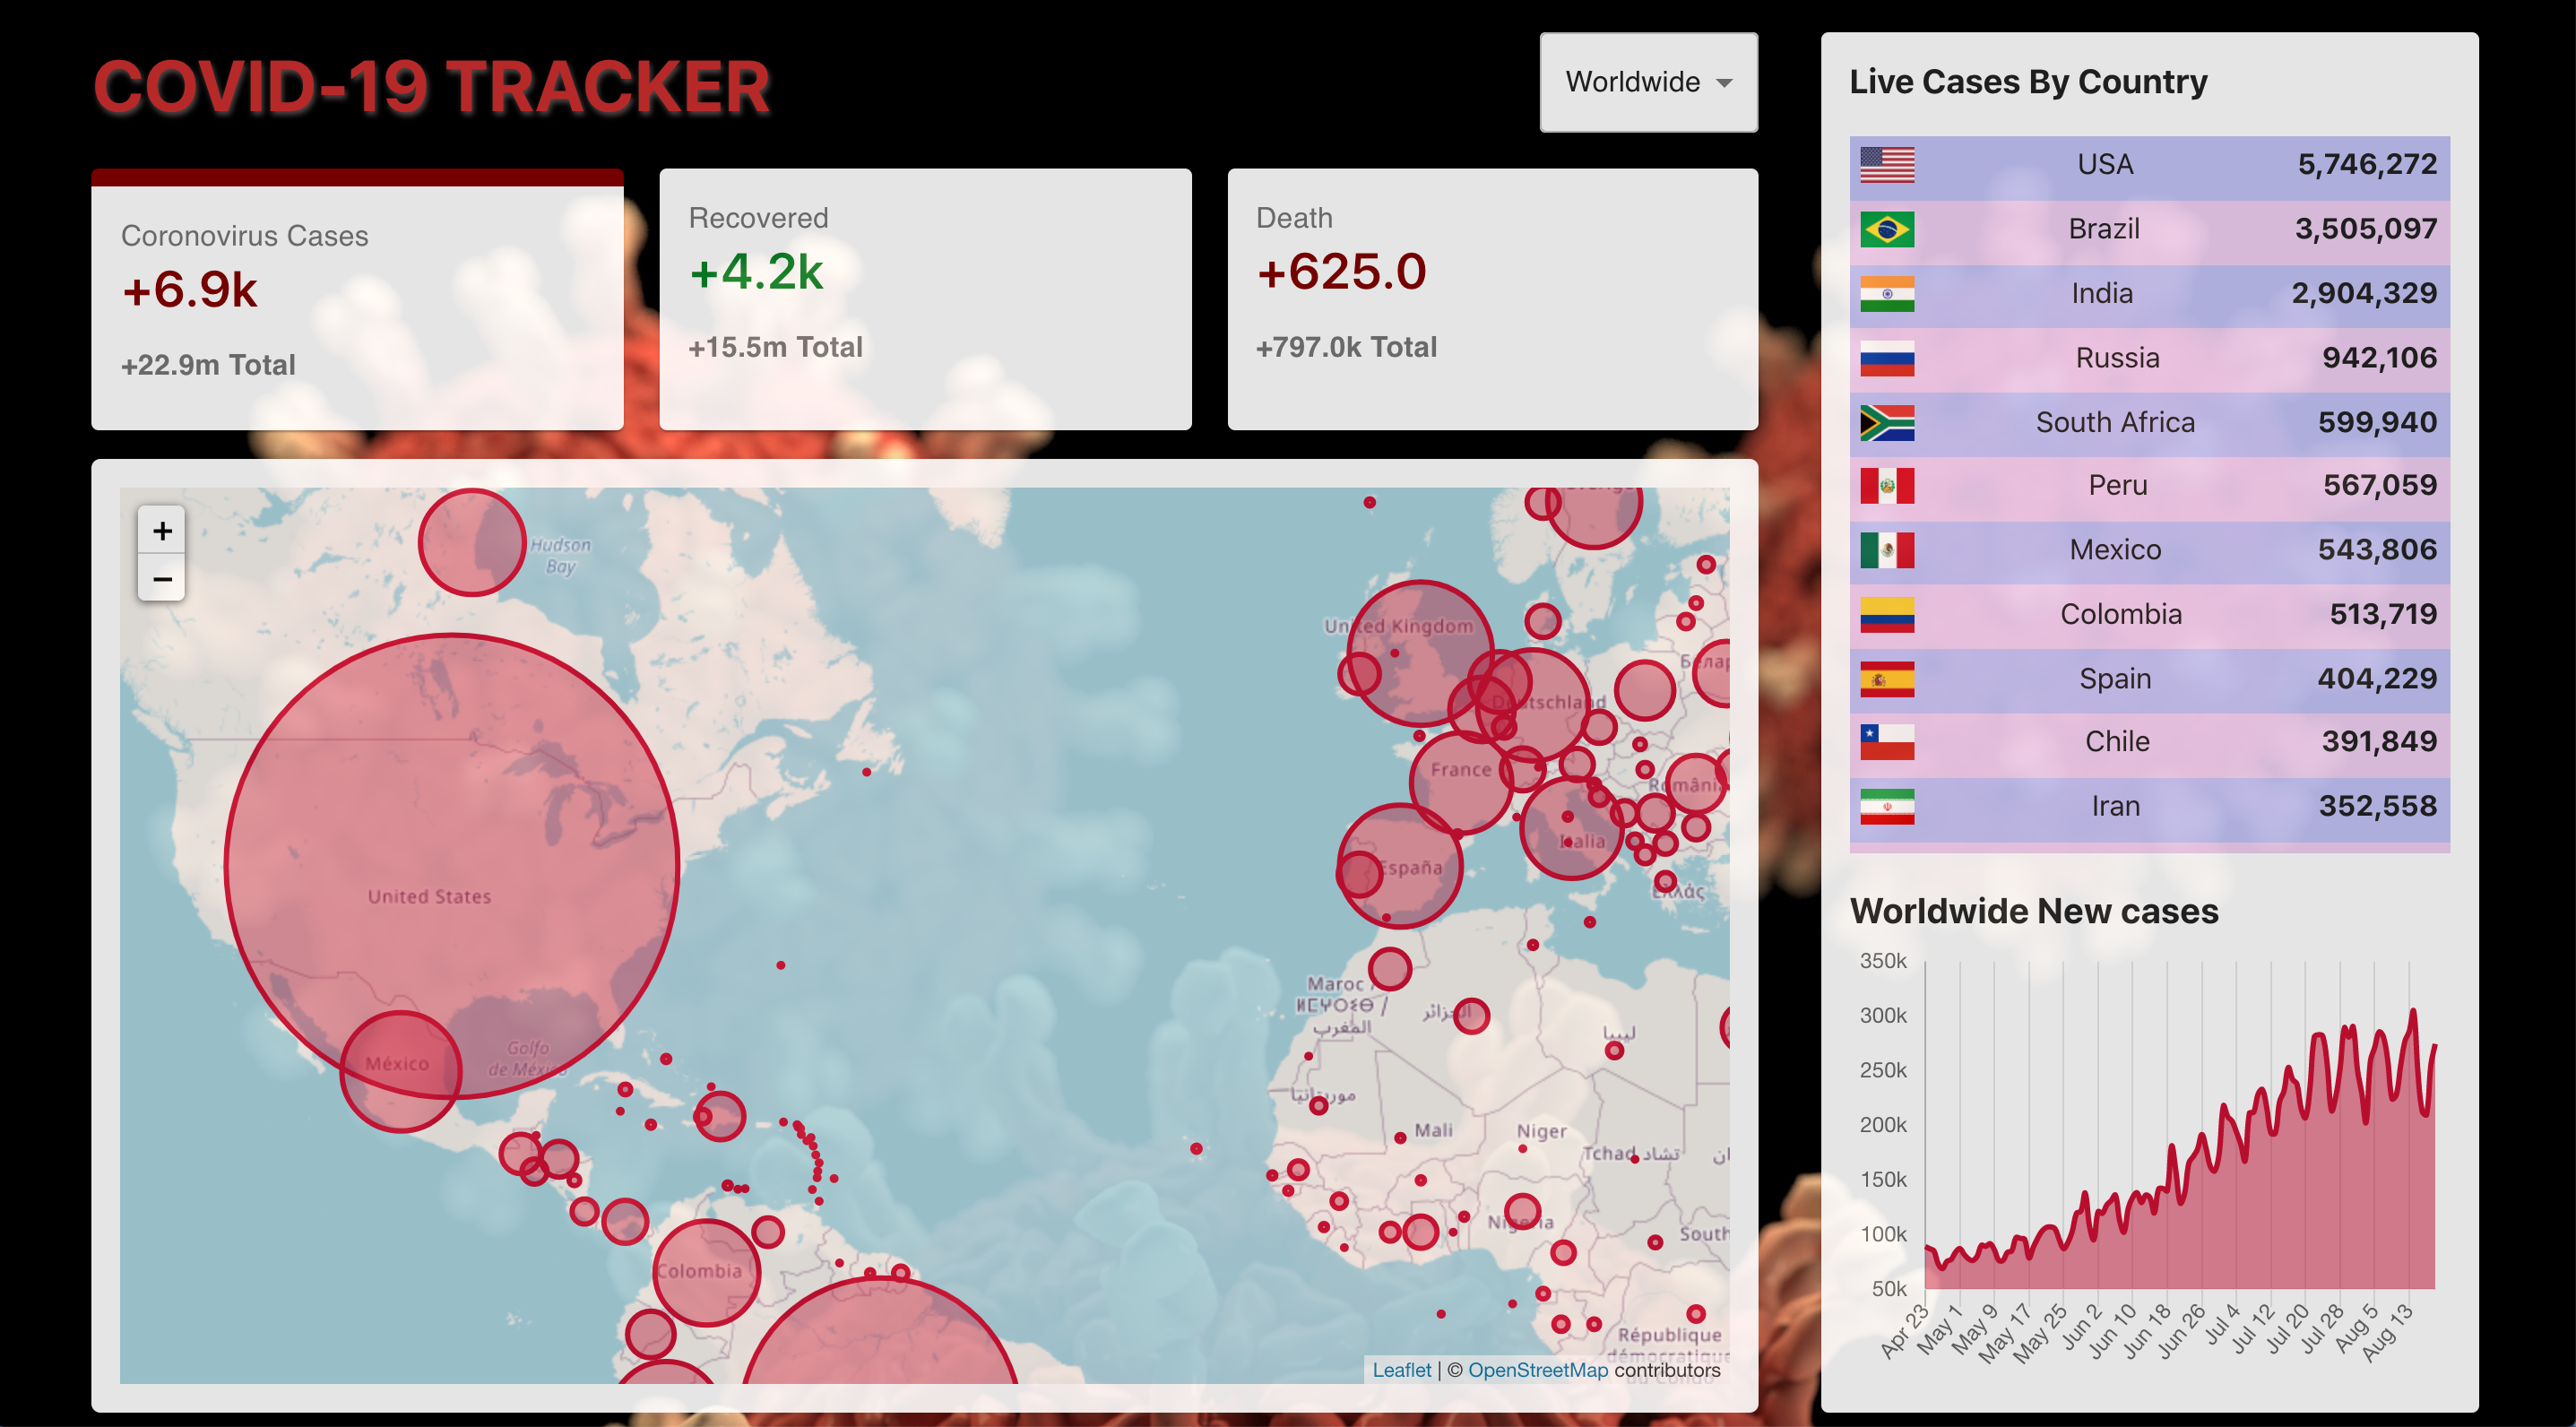 COVID-19 TRACKER
Worldwide
Coronovirus Cases
+6.9k
+22.9m Total
Recovered
+4.2k
+15.5m Total
Death
+625.0
+797.0k Total
+
−
Hudson
Bay
United Kingdom
Deutschland
France
România
Italia
España
Ελλάς
United States
México
Golfo
de México
Maroc /
ⵍⵎⵖⵔⵉⴱ /
المغرب
الجزائر
ليبيا
موريتانيا
Mali
Niger
Tchad تشاد
Nigeria
South
Colombia
République
démocratique
du Congo
Leaflet | © OpenStreetMap contributors
Live Cases By Country
USA 5,746,272
Brazil 3,505,097
India 2,904,329
Russia 942,106
South Africa 599,940
Peru 567,059
Mexico 543,806
Colombia 513,719
Spain 404,229
Chile 391,849
Iran 352,558
Worldwide New cases
350k
300k
250k
200k
150k
100k
50k
Apr 23
May 1
May 9
May 17
May 25
Jun 2
Jun 10
Jun 18
Jun 26
Jul 4
Jul 12
Jul 20
Jul 28
Aug 5
Aug 13